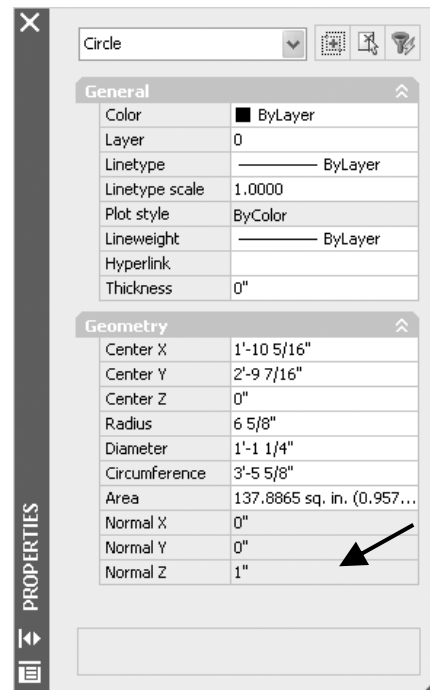 Circle
General
Color ByLayer
Layer 0
Linetype ByLayer
Linetype scale 1.0000
Plot style ByColor
Lineweight ByLayer
Hyperlink
Thickness 0"
Geometry
Center X 1'-10 5/16"
Center Y 2'-9 7/16"
Center Z 0"
Radius 6 5/8"
Diameter 1'-1 1/4"
Circumference 3'-5 5/8"
Area 137.8865 sq. in. (0.957...
Normal X 0"
Normal Y 0"
Normal Z 1"
PROPERTIES